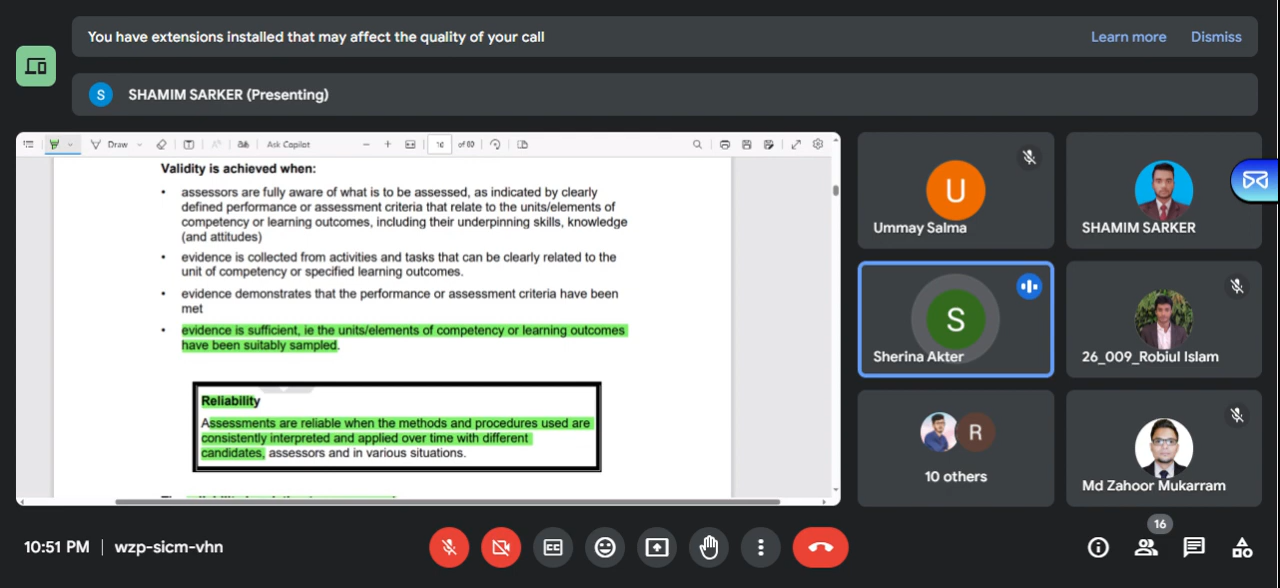 You have extensions installed that may affect the quality of your call
Learn more
Dismiss
S
SHAMIM SARKER (Presenting)
Draw
Ask Copilot
of 80
Validity is achieved when:
• assessors are fully aware of what is to be assessed, as indicated by clearly
defined performance or assessment criteria that relate to the units/elements of
competency or learning outcomes, including their underpinning skills, knowledge
(and attitudes)
• evidence is collected from activities and tasks that can be clearly related to the
unit of competency or specified learning outcomes.
• evidence demonstrates that the performance or assessment criteria have been
met
• evidence is sufficient, ie the units/elements of competency or learning outcomes
have been suitably sampled.
Reliability
Assessments are reliable when the methods and procedures used are
consistently interpreted and applied over time with different
candidates, assessors and in various situations.
U
Ummay Salma
SHAMIM SARKER
S
Sherina Akter
26_009_Robiul Islam
R
10 others
Md Zahoor Mukarram
10:51 PM | wzp-sicm-vhn
16